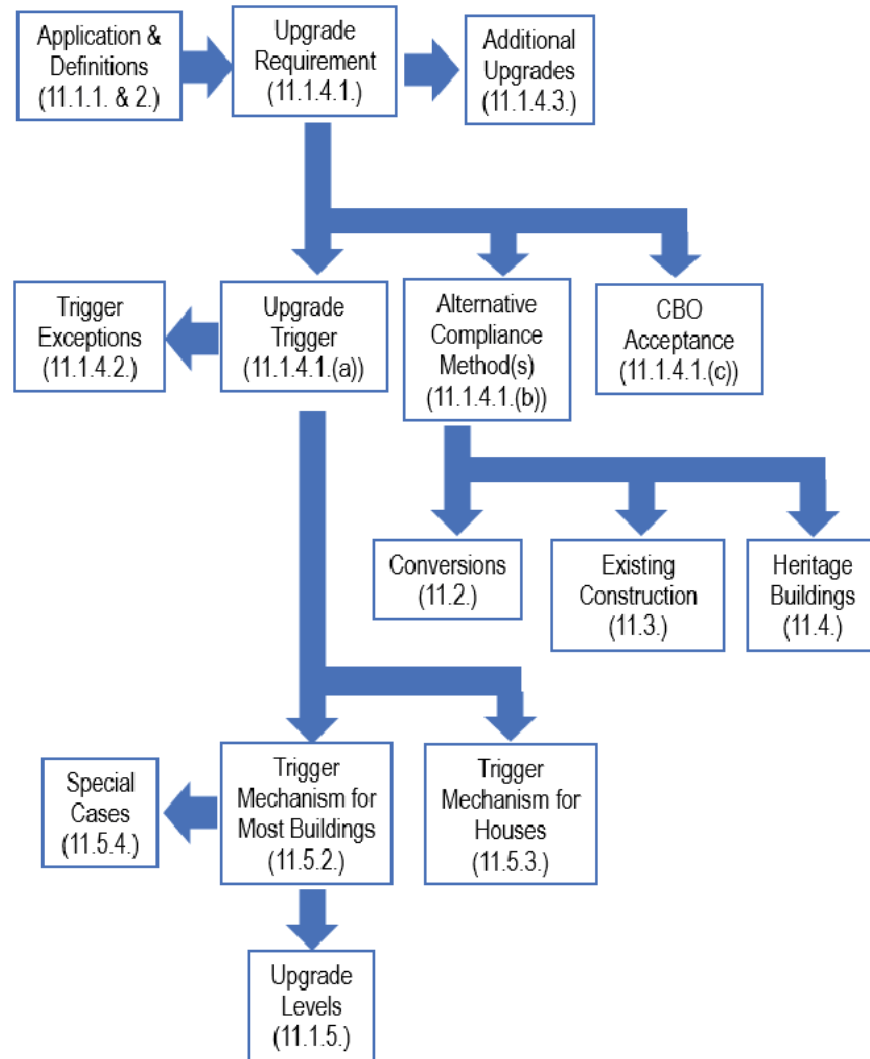 Application &
Definitions
(11.1.1. & 2.)
Upgrade
Requirement
(11.1.4.1.)
Additional
Upgrades
(11.1.4.3.)
Trigger
Exceptions
(11.1.4.2.)
Upgrade
Trigger
(11.1.4.1.(a))
Alternative
Compliance
Method(s)
(11.1.4.1.(b))
CBO
Acceptance
(11.1.4.1.(c))
Conversions
(11.2.)
Existing
Construction
(11.3.)
Heritage
Buildings
(11.4.)
Special
Cases
(11.5.4.)
Trigger
Mechanism for
Most Buildings
(11.5.2.)
Trigger
Mechanism for
Houses
(11.5.3.)
Upgrade
Levels
(11.1.5.)